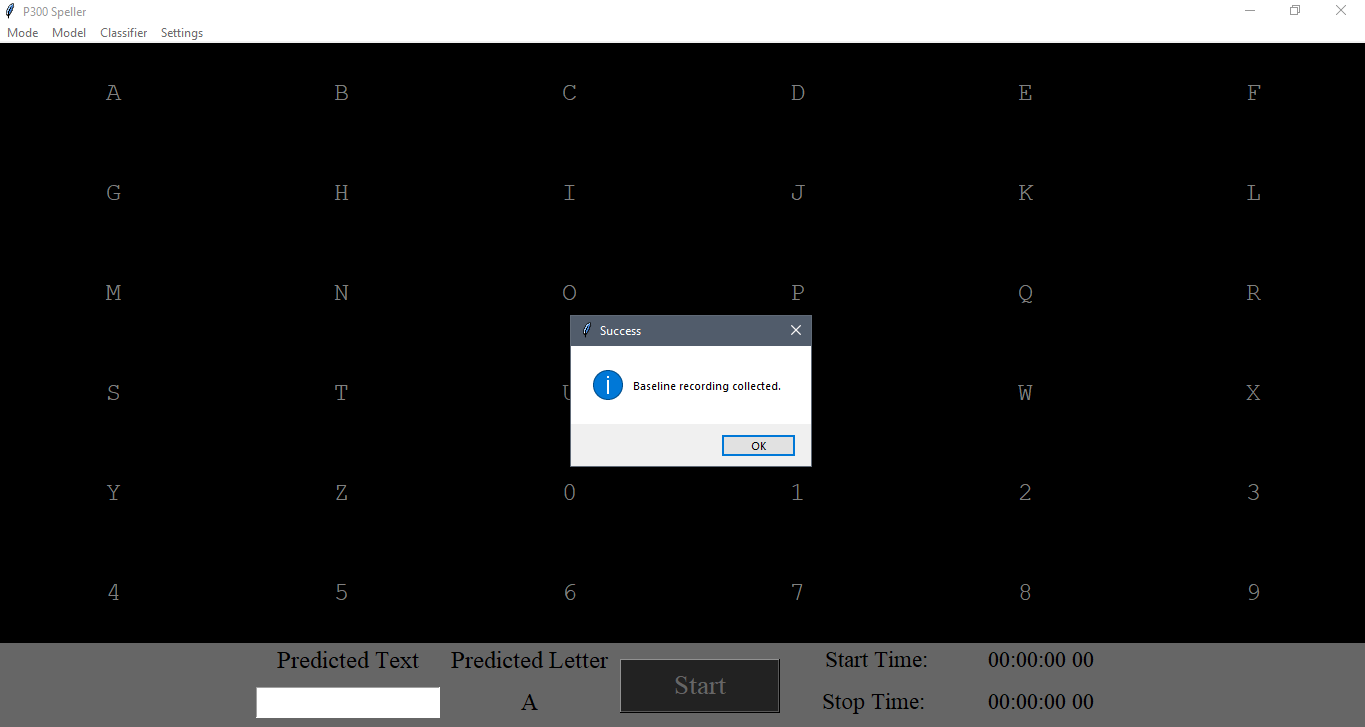 P300 Speller
Mode Model Classifier Settings
A B C D E F
G H I J K L
M N O P Q R
Success
Baseline recording collected.
S T U W X
OK
Y Z 0 1 2 3
4 5 6 7 8 9
Predicted Text Predicted Letter Start Time: 00:00:00 00
Start
A Stop Time: 00:00:00 00